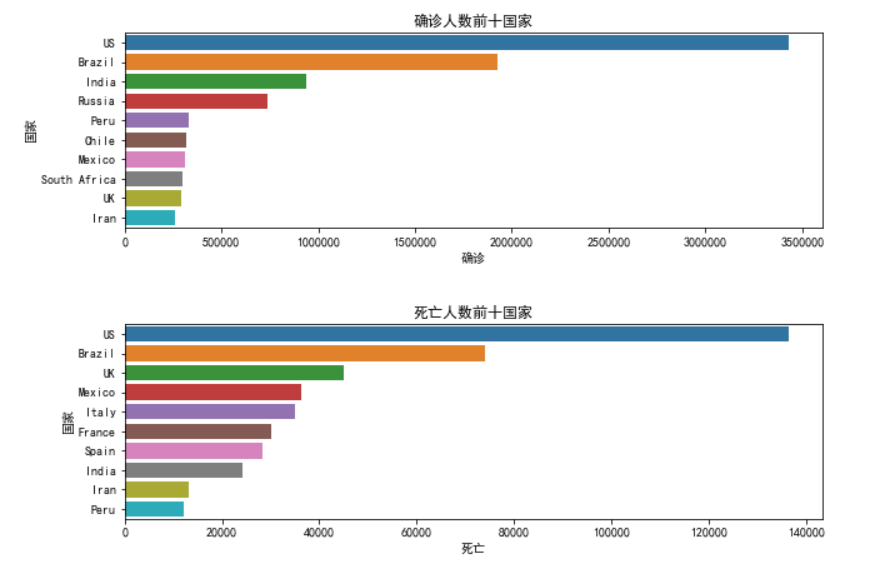 确诊人数前十国家
US
Brazil
India
Russia
Peru
Chile
Mexico
South Africa
UK
Iran
国家
0 500000 1000000 1500000 2000000 2500000 3000000 3500000
确诊
死亡人数前十国家
US
Brazil
UK
Mexico
Italy
France
Spain
India
Iran
Peru
国家
0 20000 40000 60000 80000 100000 120000 140000
死亡